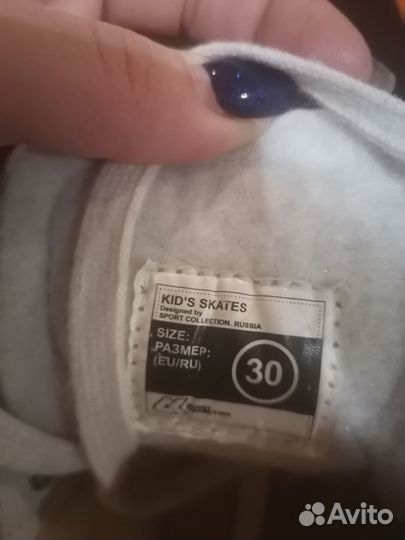 KID'S SKATES
Designed by
SPORT COLLECTION, RUSSIA
SIZE:
РАЗМЕР:
(EU/RU)
30
Avito